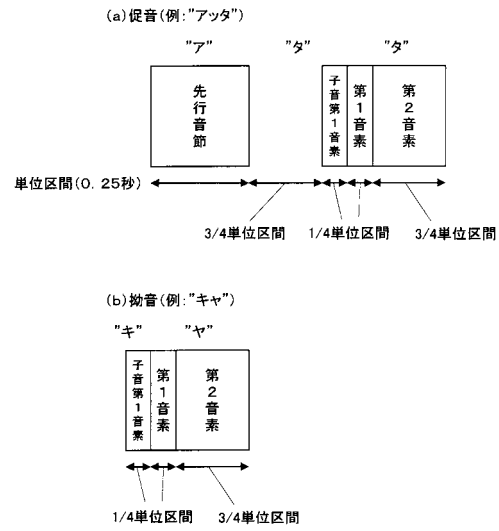 (a)促音(例:"アッタ")
"ア" "タ" "タ"
先行音節
子音第1音素
第1音素
第2音素
単位区間(0. 25秒)
3/4単位区間 1/4単位区間 3/4単位区間
(b)拗音(例:"キャ")
"キ" "ヤ"
子音第1音素
第1音素
第2音素
1/4単位区間 3/4単位区間